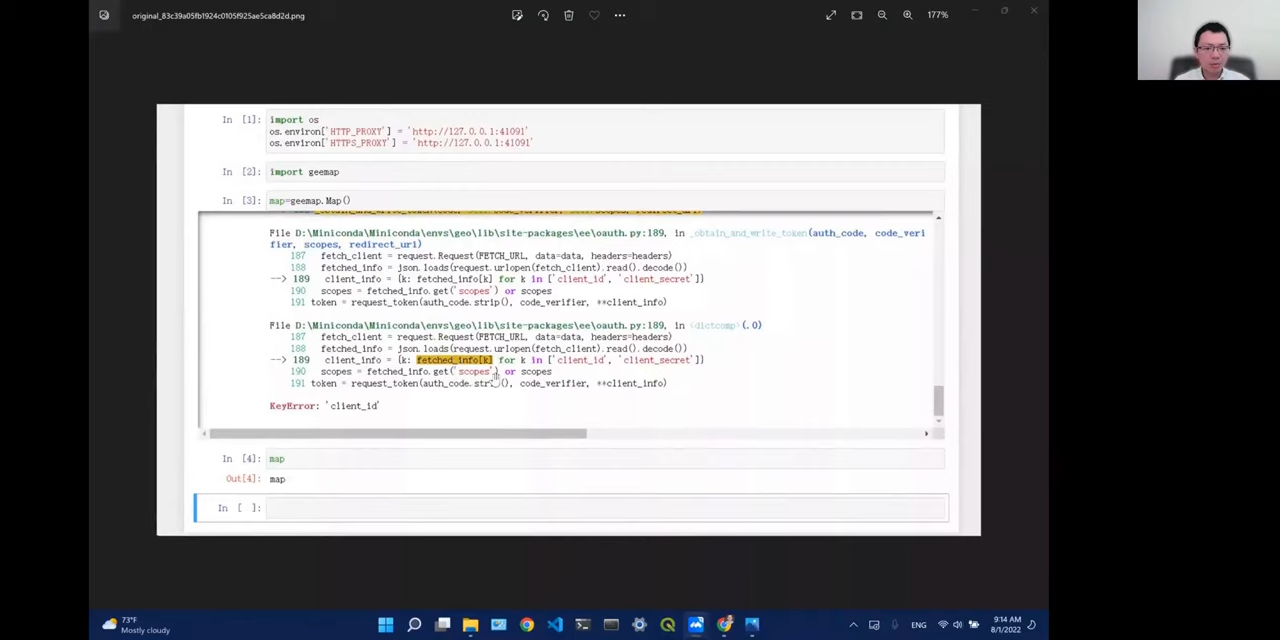 original_83c39a05fb1924c0105f925ae5ca8d2d.png
177%
In [1]: import os
os.environ['HTTP_PROXY'] = 'http://127.0.0.1:41091'
os.environ['HTTPS_PROXY'] = 'http://127.0.0.1:41091'
In [2]: import geemap
In [3]: map=geemap.Map()
File D:\Miniconda\Miniconda\envs\geo\lib\site-packages\ee\oauth.py:189, in _obtain_and_write_token(auth_code, code_veri
fier, scopes, redirect_uri)
187 fetch_client = request.Request(FETCH_URL, data=data, headers=headers)
188 fetched_info = json.loads(request.urlopen(fetch_client).read().decode())
--> 189 client_info = {k: fetched_info[k] for k in ['client_id', 'client_secret']}
190 scopes = fetched_info.get('scopes') or scopes
191 token = request_token(auth_code.strip(), code_verifier, **client_info)
File D:\Miniconda\Miniconda\envs\geo\lib\site-packages\ee\oauth.py:189, in <dictcomp>(.0)
187 fetch_client = request.Request(FETCH_URL, data=data, headers=headers)
188 fetched_info = json.loads(request.urlopen(fetch_client).read().decode())
--> 189 client_info = {k: fetched_info[k] for k in ['client_id', 'client_secret']}
190 scopes = fetched_info.get('scopes') or scopes
191 token = request_token(auth_code.strip(), code_verifier, **client_info)
KeyError: 'client_id'
In [4]: map
Out[4]: map
In [ ]:
73°F
Mostly cloudy
ENG
9:14 AM
8/1/2022